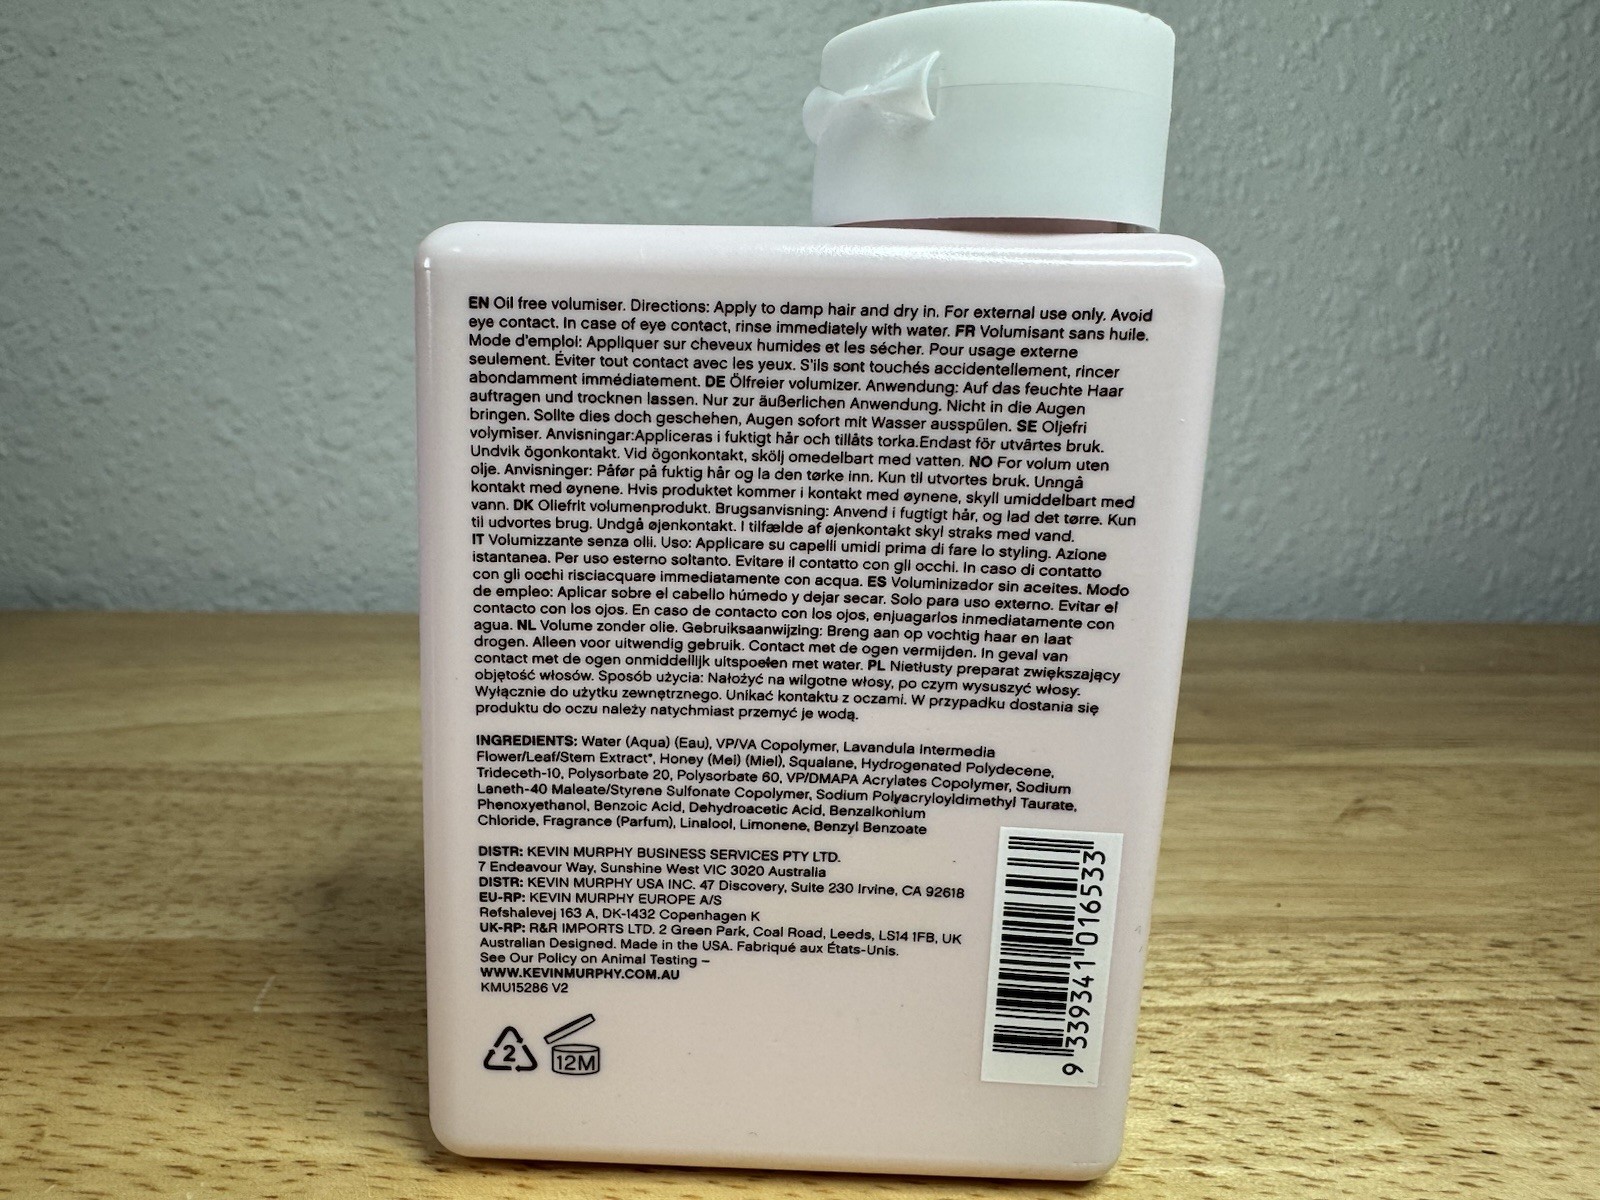 EN Oil free volumiser. Directions: Apply to damp hair and dry in. For external use only. Avoid
eye contact. In case of eye contact, rinse immediately with water. FR Volumisant sans huile.
Mode d'emploi: Appliquer sur cheveux humides et les sécher. Pour usage externe
seulement. Éviter tout contact avec les yeux. S'ils sont touchés accidentellement, rincer
abondamment immédiatement. DE Ölfreier volumizer. Anwendung: Auf das feuchte Haar
auftragen und trocknen lassen. Nur zur äußerlichen Anwendung. Nicht in die Augen
bringen. Sollte dies doch geschehen, Augen sofort mit Wasser ausspülen. SE Oljefri
volymiser. Anvisningar:Appliceras i fuktigt hår och tillåts torka.Endast för utvärtes bruk.
Undvik ögonkontakt. Vid ögonkontakt, skölj omedelbart med vatten. NO For volum uten
olje. Anvisninger: Påfør på fuktig hår og la den tørke inn. Kun til utvortes bruk. Unngå
kontakt med øynene. Hvis produktet kommer i kontakt med øynene, skyll umiddelbart med
vann. DK Oliefrit volumenprodukt. Brugsanvisning: Anvend i fugtigt hår, og lad det tørre. Kun
til udvortes brug. Undgå øjenkontakt. I tilfælde af øjenkontakt skyl straks med vand.
IT Volumizzante senza olii. Uso: Applicare su capelli umidi prima di fare lo styling. Azione
istantanea. Per uso esterno soltanto. Evitare il contatto con gli occhi. In caso di contatto
con gli occhi risciacquare immediatamente con acqua. ES Voluminizador sin aceites. Modo
de empleo: Aplicar sobre el cabello húmedo y dejar secar. Solo para uso externo. Evitar el
contacto con los ojos. En caso de contacto con los ojos, enjuagarlos inmediatamente con
agua. NL Volume zonder olie. Gebruiksaanwijzing: Breng aan op vochtig haar en laat
drogen. Alleen voor uitwendig gebruik. Contact met de ogen vermijden. In geval van
contact met de ogen onmiddellijk uitspoelen met water. PL Nietłusty preparat zwiększający
objętość włosów. Sposób użycia: Nałożyć na wilgotne włosy, po czym wysuszyć włosy.
Wyłącznie do użytku zewnętrznego. Unikać kontaktu z oczami. W przypadku dostania się
produktu do oczu należy natychmiast przemyć je wodą.
INGREDIENTS: Water (Aqua) (Eau), VP/VA Copolymer, Lavandula Intermedia
Flower/Leaf/Stem Extract*, Honey (Mel) (Miel), Squalane, Hydrogenated Polydecene,
Trideceth-10, Polysorbate 20, Polysorbate 60, VP/DMAPA Acrylates Copolymer, Sodium
Laneth-40 Maleate/Styrene Sulfonate Copolymer, Sodium Polyacryloyldimethyl Taurate,
Phenoxyethanol, Benzoic Acid, Dehydroacetic Acid, Benzalkonium
Chloride, Fragrance (Parfum), Linalool, Limonene, Benzyl Benzoate
DISTR: KEVIN MURPHY BUSINESS SERVICES PTY LTD.
7 Endeavour Way, Sunshine West VIC 3020 Australia
DISTR: KEVIN MURPHY USA INC. 47 Discovery, Suite 230 Irvine, CA 92618
EU-RP: KEVIN MURPHY EUROPE A/S
Refshalevej 163 A, DK-1432 Copenhagen K
UK-RP: R&R IMPORTS LTD. 2 Green Park, Coal Road, Leeds, LS14 1FB, UK
Australian Designed. Made in the USA. Fabriqué aux États-Unis.
See Our Policy on Animal Testing –
WWW.KEVINMURPHY.COM.AU
KMU15286 V2
2
12M
9 339341 016533